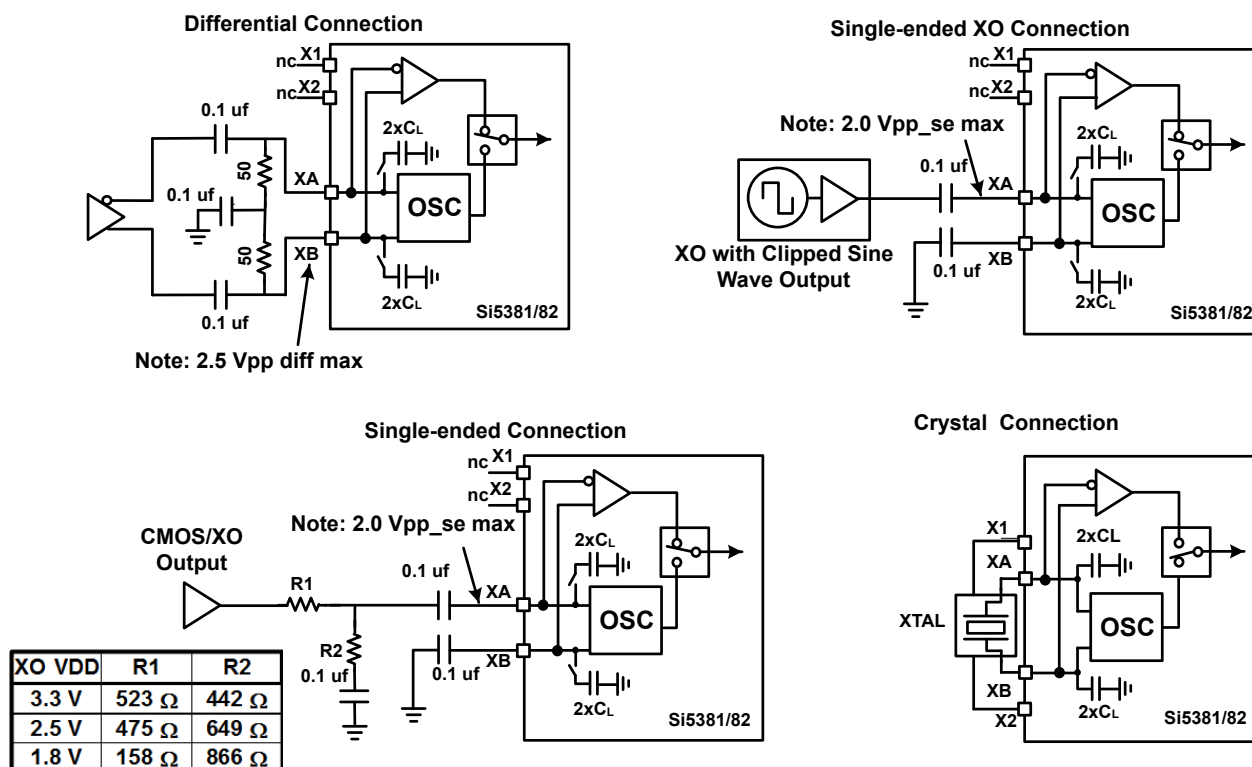 Differential Connection
nc X1
nc X2
0.1 uf
50
0.1 uf
50
0.1 uf
XA
XB
2xCL
OSC
2xCL
Si5381/82
Note: 2.5 Vpp diff max
Single-ended XO Connection
nc X1
nc X2
Note: 2.0 Vpp_se max
0.1 uf
XA
XB
0.1 uf
XO with Clipped Sine
Wave Output
2xCL
OSC
2xCL
Si5381/82
Single-ended Connection
nc X1
nc X2
Note: 2.0 Vpp_se max
CMOS/XO
Output
R1
R2
0.1 uf
0.1 uf
XA
XB
0.1 uf
2xCL
OSC
2xCL
Si5381/82
XO VDD R1 R2
3.3 V 523 Ω 442 Ω
2.5 V 475 Ω 649 Ω
1.8 V 158 Ω 866 Ω
Crystal Connection
X1
XA
XTAL
XB
X2
2xCL
OSC
2xCL
Si5381/82